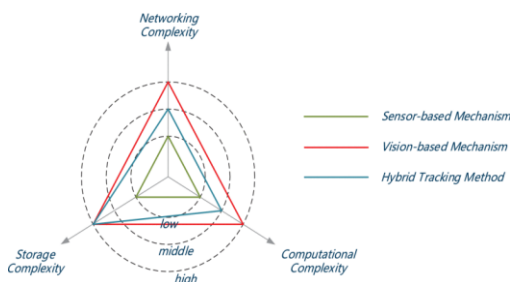 Networking
Complexity
Sensor-based Mechanism
Vision-based Mechanism
Hybrid Tracking Method
low
middle
high
Storage
Complexity
Computational
Complexity